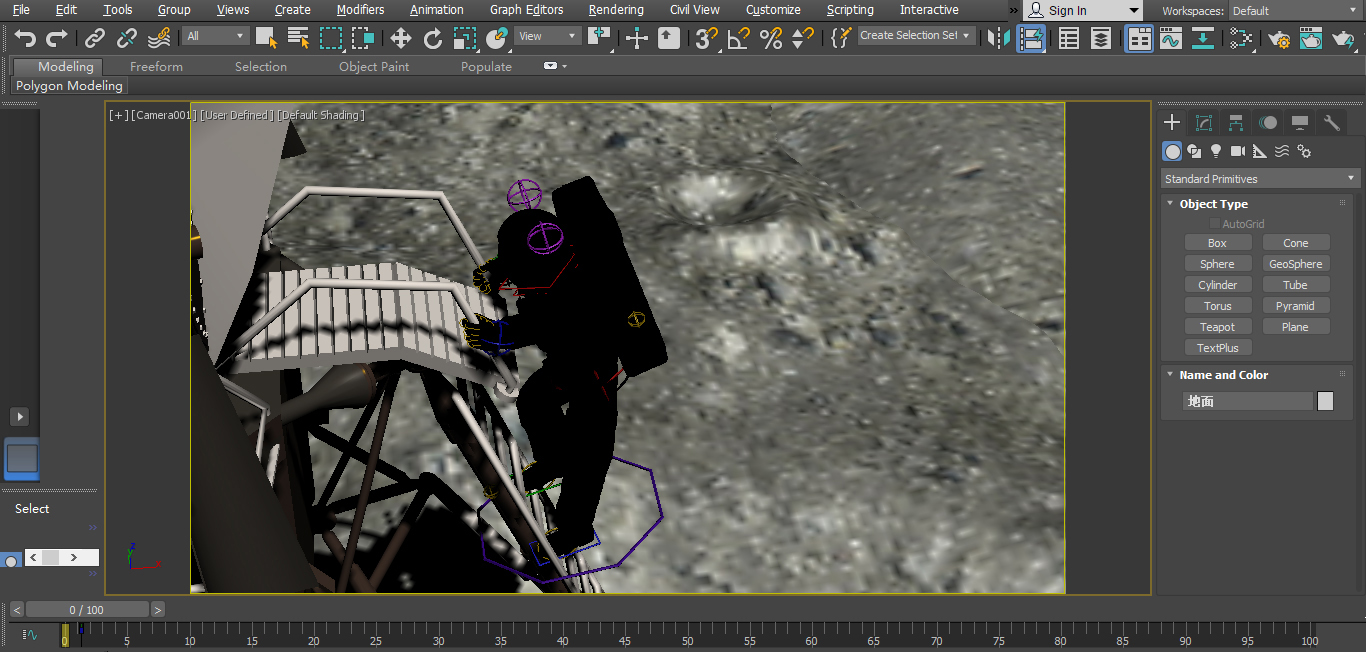 File Edit Tools Group Views Create Modifiers Animation Graph Editors Rendering Civil View Customize Scripting Interactive » Sign In Workspaces: Default
All View Create Selection Set
Modeling Freeform Selection Object Paint Populate
Polygon Modeling
[+] [Camera001] [User Defined] [Default Shading]
Standard Primitives
Object Type
AutoGrid
Box Cone
Sphere GeoSphere
Cylinder Tube
Torus Pyramid
Teapot Plane
TextPlus
Name and Color
地面
Select
»
< >
»
< 0 / 100 >
0 5 10 15 20 25 30 35 40 45 50 55 60 65 70 75 80 85 90 95 100